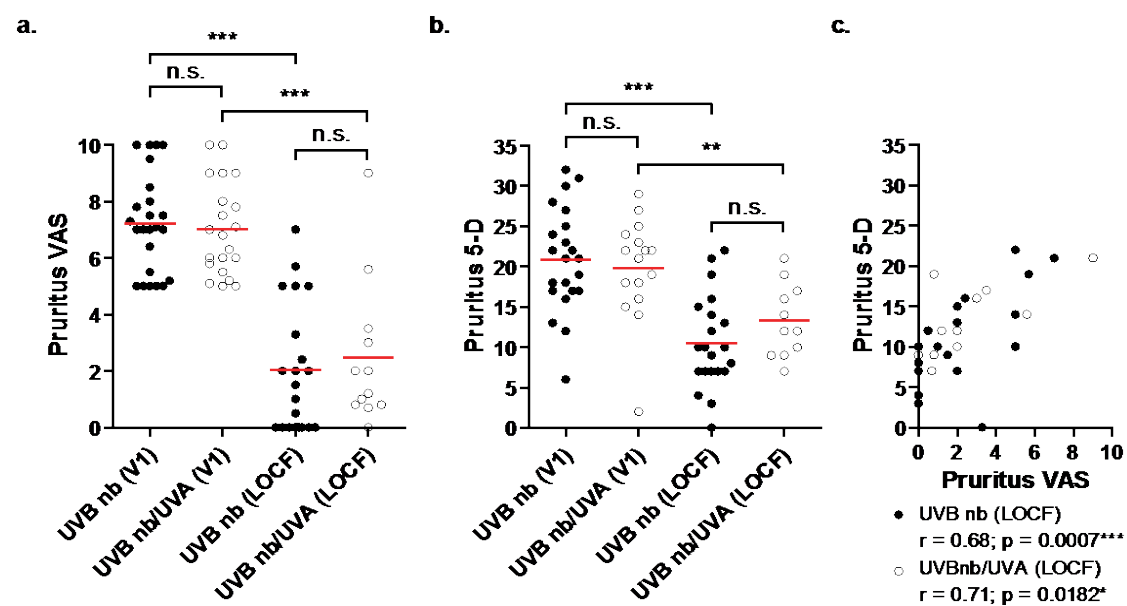 a.
***
n.s.
***
n.s.
Pruritus VAS
10
8
6
4
2
0
UVB nb (V1)
UVB nb/UVA (V1)
UVB nb (LOCF)
UVB nb/UVA (LOCF)
b.
***
n.s.
**
n.s.
Pruritus 5-D
35
30
25
20
15
10
5
0
UVB nb (V1)
UVB nb/UVA (V1)
UVB nb (LOCF)
UVB nb/UVA (LOCF)
c.
Pruritus 5-D
35
30
25
20
15
10
5
0
0 2 4 6 8 10
Pruritus VAS
UVB nb (LOCF)
r = 0.68; p = 0.0007***
UVBnb/UVA (LOCF)
r = 0.71; p = 0.0182*